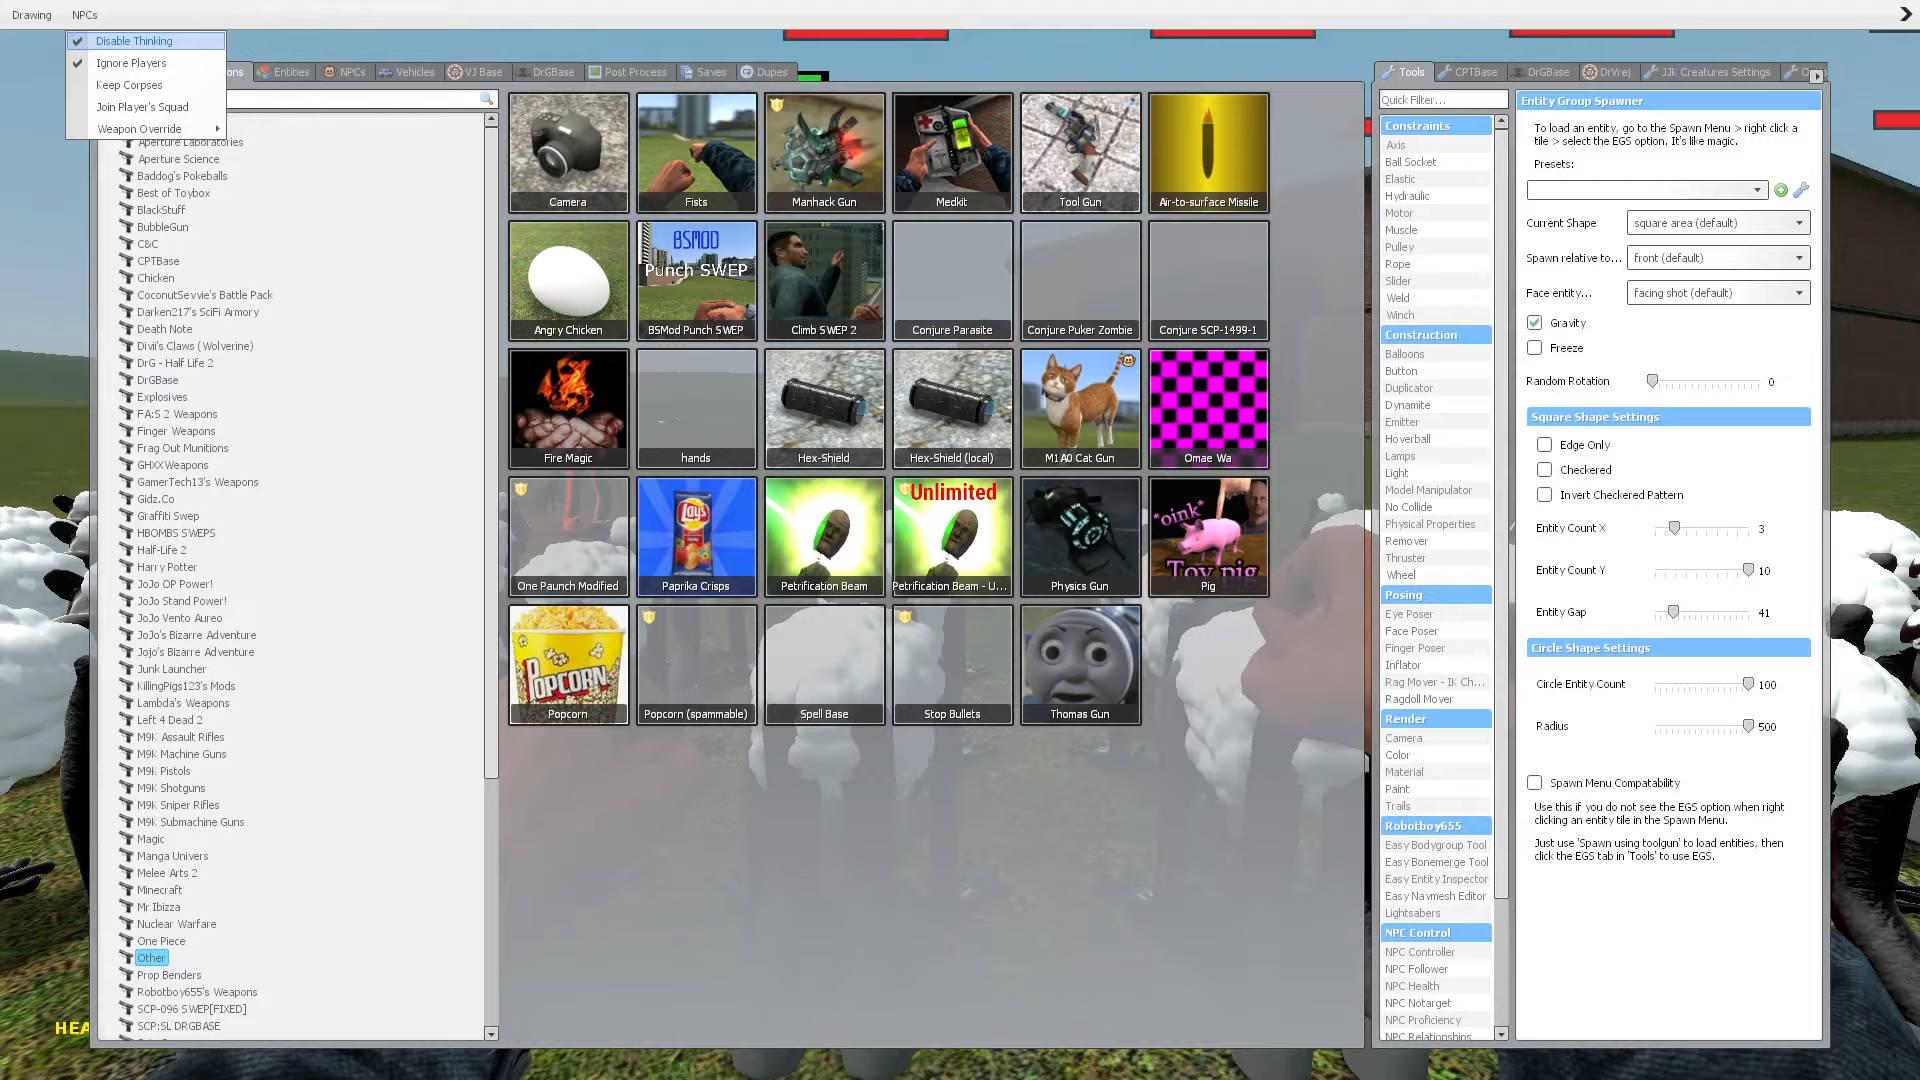 Drawing
NPCs
Disable Thinking
Ignore Players
Keep Corpses
Join Player's Squad
Weapon Override
ons
Entities
NPCs
Vehicles
VJ Base
DrGBase
Post Process
Saves
Dupes
Aperture Laboratories
Aperture Science
Baddog's Pokeballs
Best of Toybox
BlackStuff
BubbleGun
C&C
CPTBase
Chicken
CoconutSevvie's Battle Pack
Darken217's SciFi Armory
Death Note
Divii's Claws (Wolverine)
DrG - Half Life 2
DrGBase
Explosives
F.A:S 2 Weapons
Finger Weapons
Frag Out Munitions
GHXXWeapons
GamerTech13's Weapons
Gidz.Co
Graffiti Swep
HBOMBS SWEPS
Half-Life 2
Harry Potter
JoJo OP Power!
JoJo Stand Power!
JoJo Vento Aureo
JoJo's Bizarre Adventure
Jojo's Bizarre Adventure
Junk Launcher
KillingPigs123's Mods
Lambda's Weapons
Left 4 Dead 2
M9K Assault Rifles
M9K Machine Guns
M9K Pistols
M9K Shotguns
M9K Sniper Rifles
M9K Submachine Guns
Magic
Manga Univers
Melee Arts 2
Minecraft
Mr Ibizza
Nuclear Warfare
One Piece
Other
Prop Benders
Robotboy655's Weapons
SCP-096 SWEP[FIXED]
SCP:SL DRGBASE
HEA
Camera
Fists
Manhack Gun
Medkit
Tool Gun
Air-to-surface Missile
Angry Chicken
BSMOD
Punch SWEP
BSMod Punch SWEP
Climb SWEP 2
Conjure Parasite
Conjure Puker Zombie
Conjure SCP-1499-1
Fire Magic
hands
Hex-Shield
Hex-Shield (local)
M1A0 Cat Gun
Omae Wa
One Paunch Modified
Lay's
Paprika Crisps
Petrification Beam
Unlimited
Petrification Beam - U...
Physics Gun
*oink*
Toy pig
Pig
POPCORN
Popcorn
Popcorn (spammable)
Spell Base
Stop Bullets
Thomas Gun
Tools
CPTBase
DrGBase
DrVrej
JJK Creatures Settings
Quick Filter...
Constraints
Axis
Ball Socket
Elastic
Hydraulic
Motor
Muscle
Pulley
Rope
Slider
Weld
Winch
Construction
Balloons
Button
Duplicator
Dynamite
Emitter
Hoverball
Lamps
Light
Model Manipulator
No Collide
Physical Properties
Remover
Thruster
Wheel
Posing
Eye Poser
Face Poser
Finger Poser
Inflator
Rag Mover - IK Ch...
Ragdoll Mover
Render
Camera
Color
Material
Paint
Trails
Robotboy655
Easy Bodygroup Tool
Easy Bonemerge Tool
Easy Entity Inspector
Easy Navmesh Editor
Lightsabers
NPC Control
NPC Controller
NPC Follower
NPC Health
NPC Notarget
NPC Proficiency
NPC Relationships
Entity Group Spawner
To load an entity, go to the Spawn Menu > right click a
tile > select the EGS option. It's like magic.
Presets:
Current Shape
square area (default)
Spawn relative to...
front (default)
Face entity...
facing shot (default)
Gravity
Freeze
Random Rotation
0
Square Shape Settings
Edge Only
Checkered
Invert Checkered Pattern
Entity Count X
3
Entity Count Y
10
Entity Gap
41
Circle Shape Settings
Circle Entity Count
100
Radius
500
Spawn Menu Compatability
Use this if you do not see the EGS option when right
clicking an entity tile in the Spawn Menu.
Just use 'Spawn using toolgun' to load entities, then
click the EGS tab in 'Tools' to use EGS.